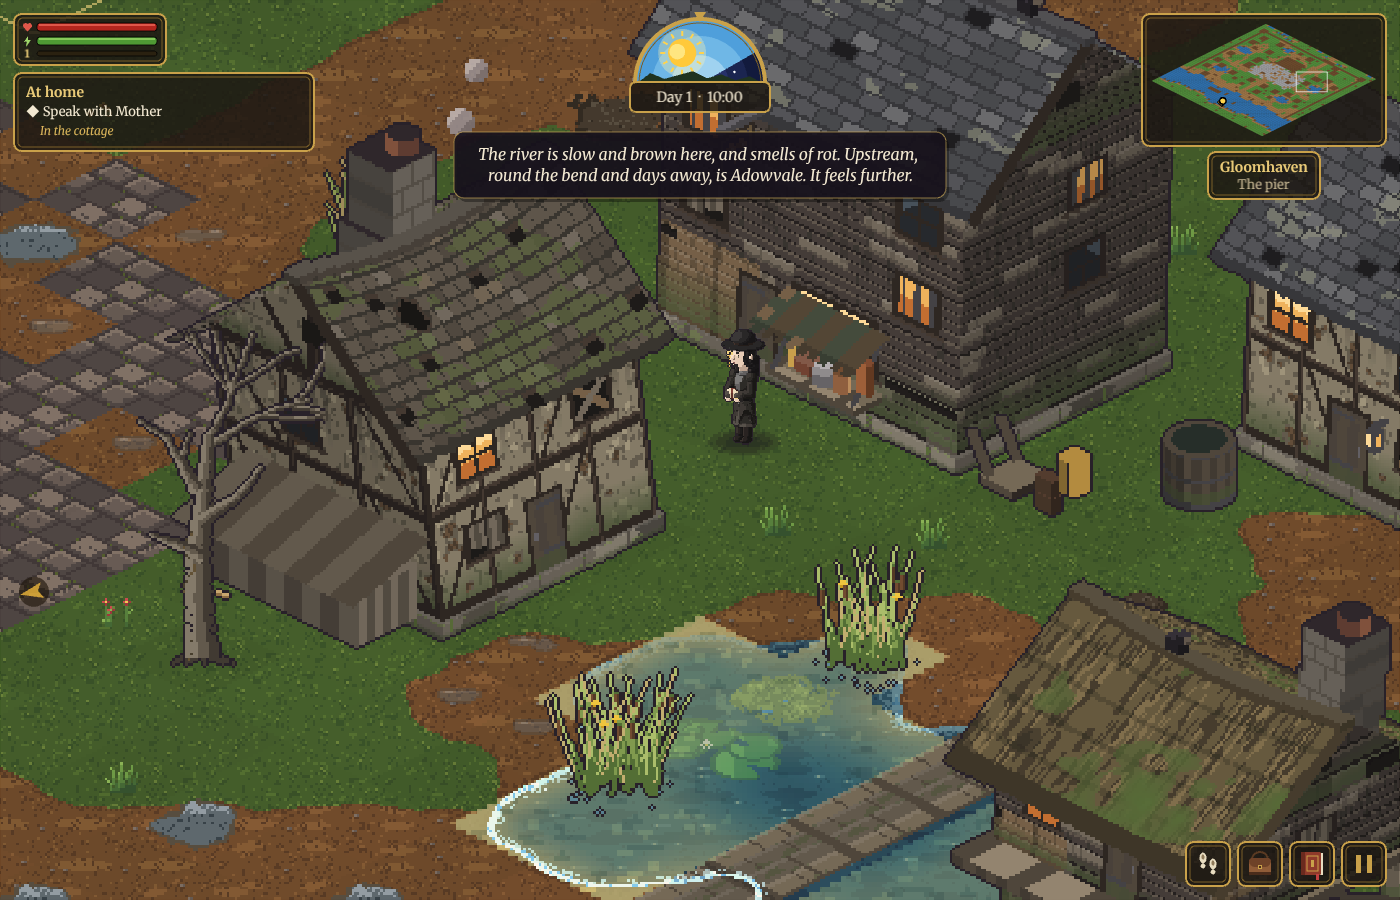 1
At home
Speak with Mother
In the cottage
Day 1 · 10:00
The river is slow and brown here, and smells of rot. Upstream,
round the bend and days away, is Adowvale. It feels further.
Gloomhaven
The pier